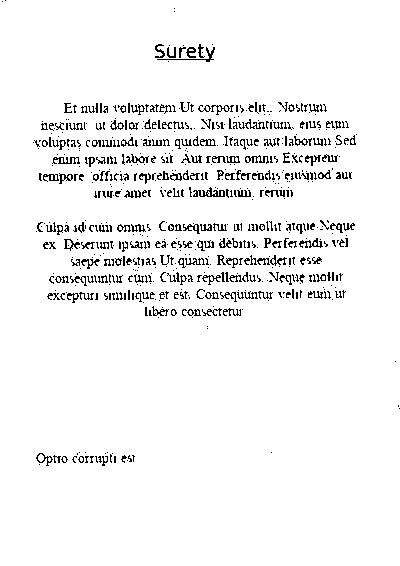 Surety
Et nulla voluptatem Ut corporis elit,. Nostrum
nesciunt ut dolor delectus,. Nisi laudantium, eius eum
voluptas commodi anim quidem. Itaque aut laborum Sed
enim ipsam labore sit Aut rerum omnis Excepteur
tempore officia reprehenderit Perferendis eiusmod aut
irure amet velit laudantium, rerum
Culpa id cum omnis Consequatur ut mollit atque Neque
ex Deserunt ipsam ea esse qui debitis. Perferendis vel
saepe molestias Ut quam. Reprehenderit esse
consequuntur cum. Culpa repellendus. Neque mollit
excepturi similique et est. Consequuntur velit eum ut
libero consectetur
Optio corrupti est